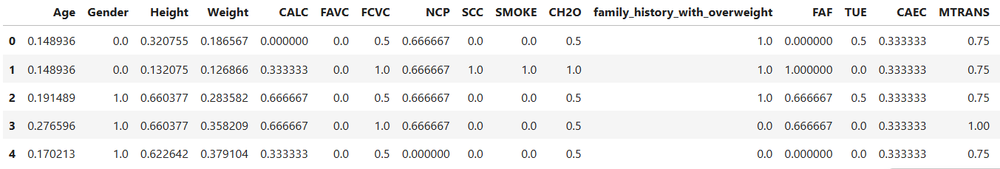 Age Gender Height Weight CALC FAVC FCVC NCP SCC SMOKE CH2O family_history_with_overweight FAF TUE CAEC MTRANS
0 0.148936 0.0 0.320755 0.186567 0.000000 0.0 0.5 0.666667 0.0 0.0 0.5 1.0 0.000000 0.5 0.333333 0.75
1 0.148936 0.0 0.132075 0.126866 0.333333 0.0 1.0 0.666667 1.0 1.0 1.0 1.0 1.000000 0.0 0.333333 0.75
2 0.191489 1.0 0.660377 0.283582 0.666667 0.0 0.5 0.666667 0.0 0.0 0.5 1.0 0.666667 0.5 0.333333 0.75
3 0.276596 1.0 0.660377 0.358209 0.666667 0.0 1.0 0.666667 0.0 0.0 0.5 0.0 0.666667 0.0 0.333333 1.00
4 0.170213 1.0 0.622642 0.379104 0.333333 0.0 0.5 0.000000 0.0 0.0 0.5 0.0 0.000000 0.0 0.333333 0.75